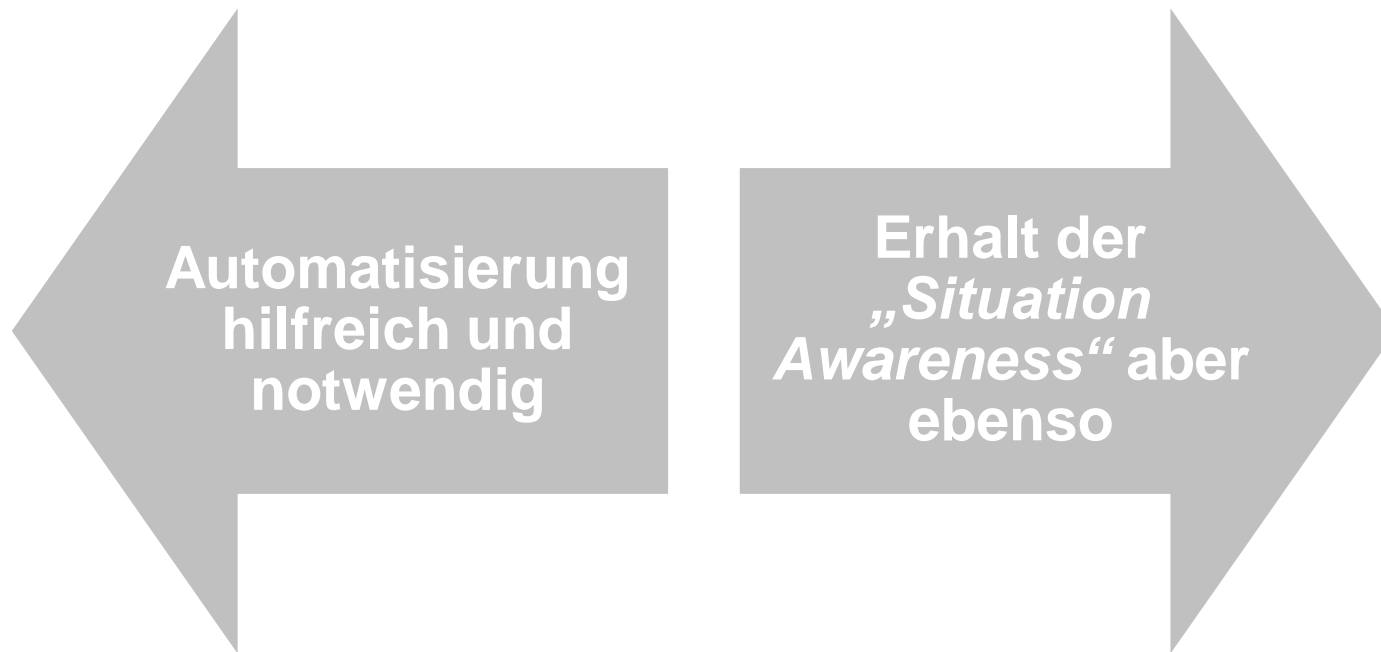 Automatisierung
hilfreich und
notwendig
Erhalt der
„Situation
Awareness“ aber
ebenso